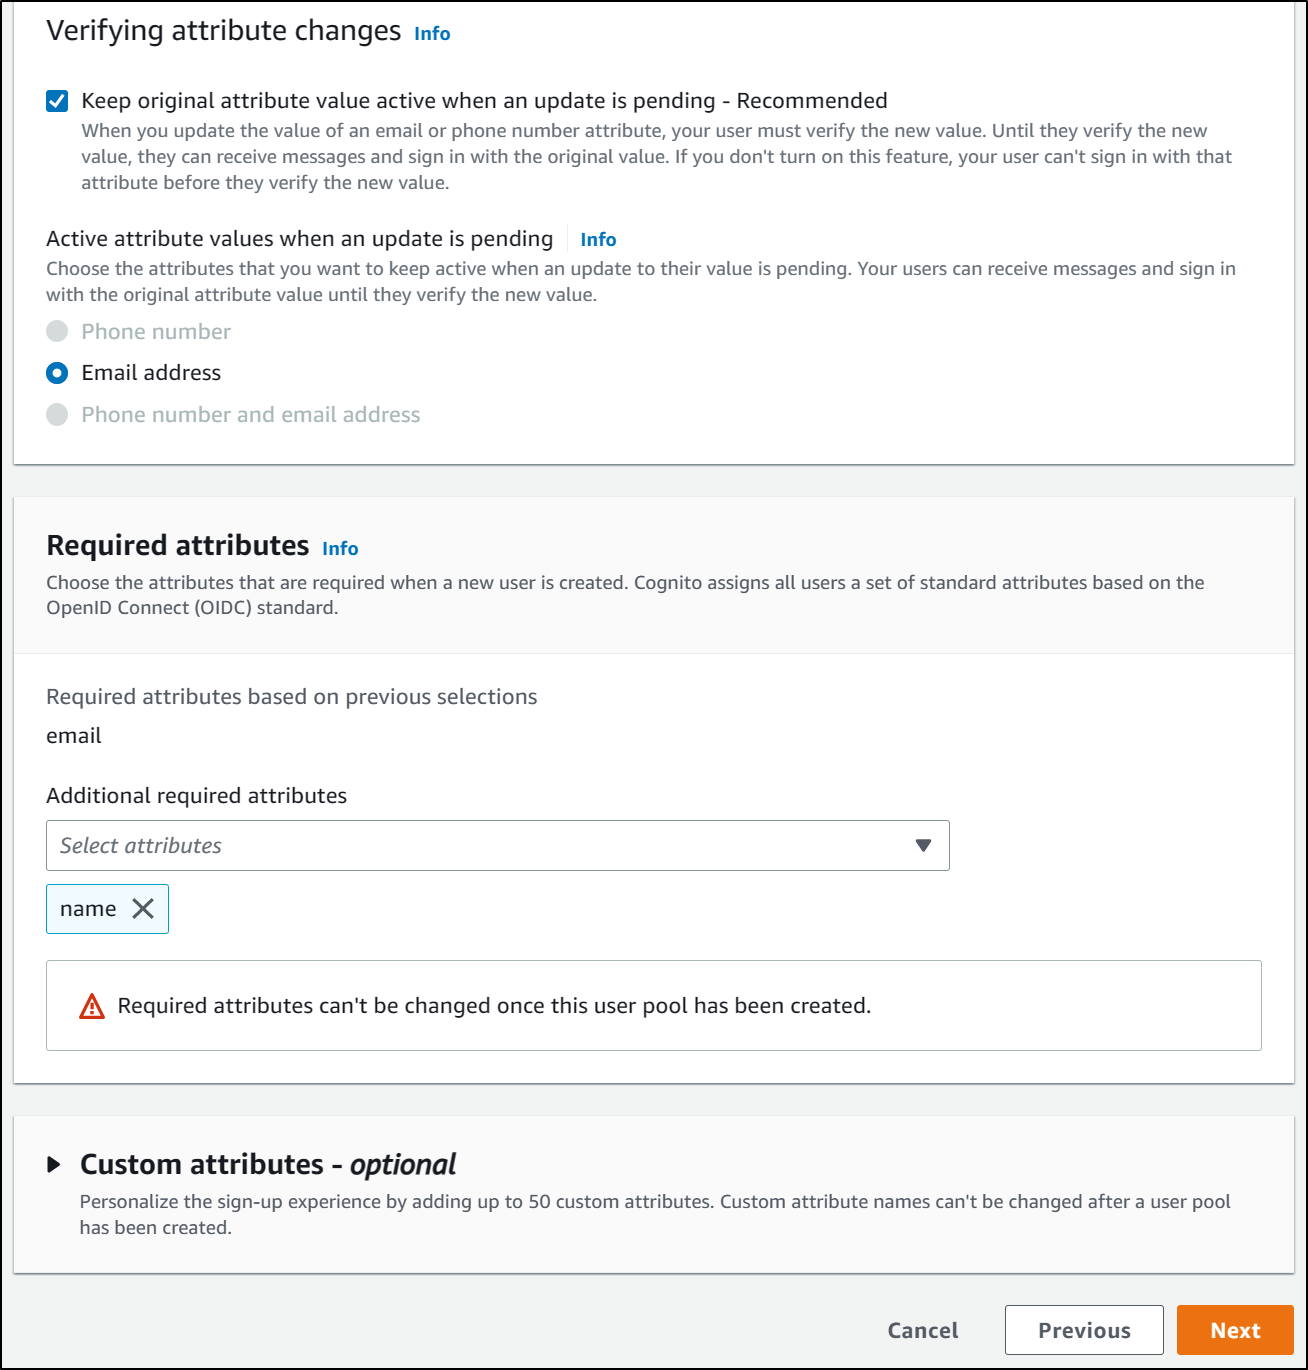 Verifying attribute changes Info
Keep original attribute value active when an update is pending - Recommended
When you update the value of an email or phone number attribute, your user must verify the new value. Until they verify the new
value, they can receive messages and sign in with the original value. If you don't turn on this feature, your user can't sign in with that
attribute before they verify the new value.
Active attribute values when an update is pending Info
Choose the attributes that you want to keep active when an update to their value is pending. Your users can receive messages and sign in
with the original attribute value until they verify the new value.
Phone number
Email address
Phone number and email address
Required attributes Info
Choose the attributes that are required when a new user is created. Cognito assigns all users a set of standard attributes based on the
OpenID Connect (OIDC) standard.
Required attributes based on previous selections
email
Additional required attributes
Select attributes
name
Required attributes can't be changed once this user pool has been created.
Custom attributes - optional
Personalize the sign-up experience by adding up to 50 custom attributes. Custom attribute names can't be changed after a user pool
has been created.
Cancel Previous Next